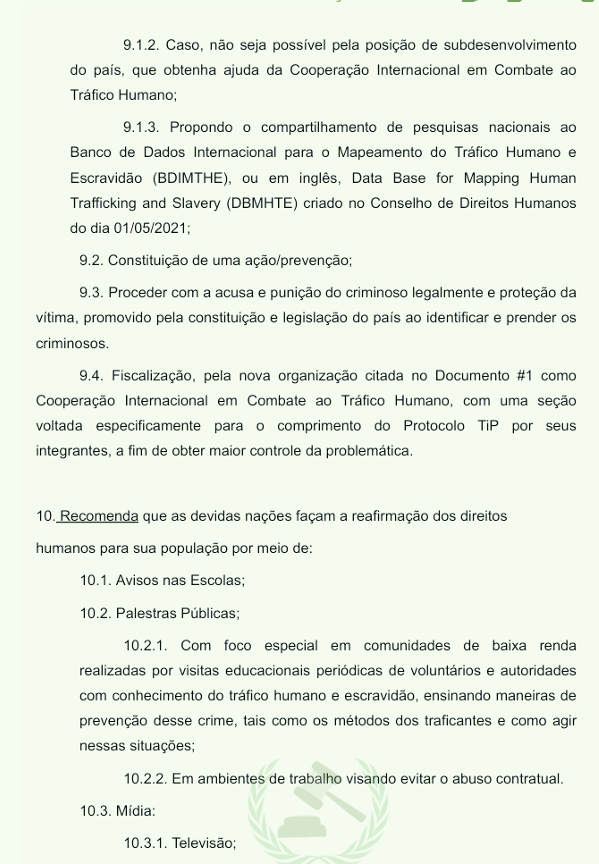 9.1.2. Caso, não seja possível pela posição de subdesenvolvimento
do país, que obtenha ajuda da Cooperação Internacional em Combate ao
Tráfico Humano;
9.1.3. Propondo o compartilhamento de pesquisas nacionais ao
Banco de Dados Internacional para o Mapeamento do Tráfico Humano e
Escravidão (BDIMTHE), ou em inglês, Data Base for Mapping Human
Trafficking and Slavery (DBMHTE) criado no Conselho de Direitos Humanos
do dia 01/05/2021;
9.2. Constituição de uma ação/prevenção;
9.3. Proceder com a acusa e punição do criminoso legalmente e proteção da
vítima, promovido pela constituição e legislação do país ao identificar e prender os
criminosos.
9.4. Fiscalização, pela nova organização citada no Documento #1 como
Cooperação Internacional em Combate ao Tráfico Humano, com uma seção
voltada especificamente para o comprimento do Protocolo TiP por seus
integrantes, a fim de obter maior controle da problemática.
10. Recomenda que as devidas nações façam a reafirmação dos direitos
humanos para sua população por meio de:
10.1. Avisos nas Escolas;
10.2. Palestras Públicas;
10.2.1. Com foco especial em comunidades de baixa renda
realizadas por visitas educacionais periódicas de voluntários e autoridades
com conhecimento do tráfico humano e escravidão, ensinando maneiras de
prevenção desse crime, tais como os métodos dos traficantes e como agir
nessas situações;
10.2.2. Em ambientes de trabalho visando evitar o abuso contratual.
10.3. Mídia:
10.3.1. Televisão;